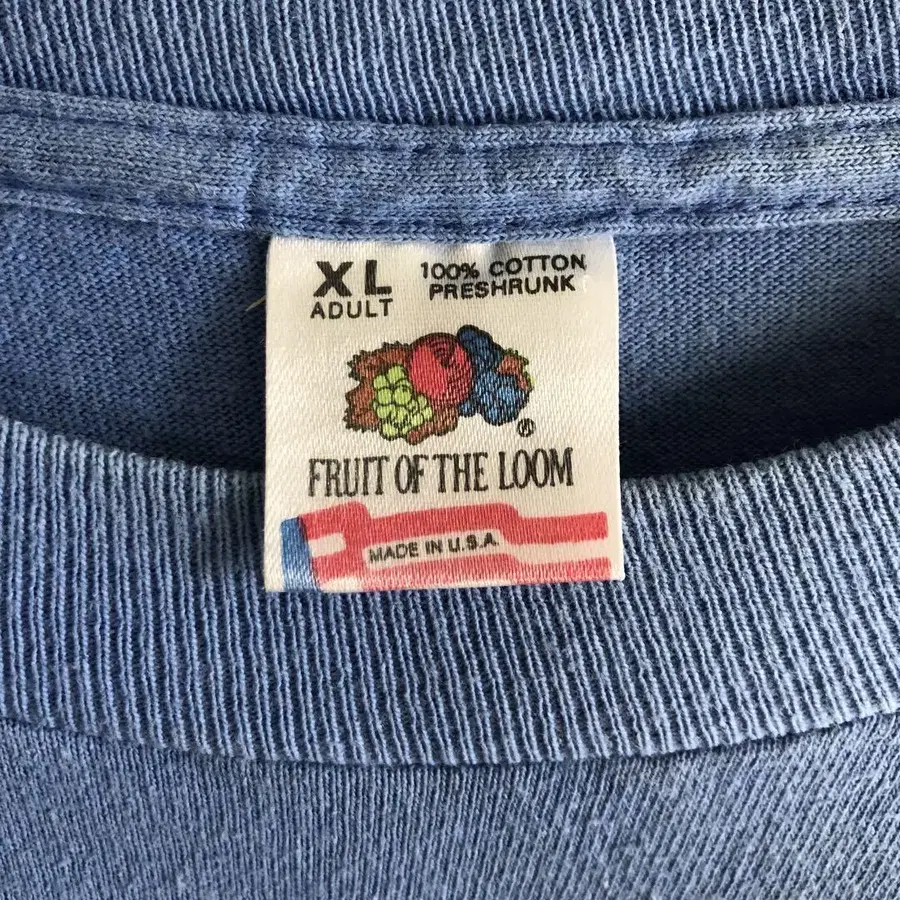 XL
ADULT
100% COTTON
PRESHRUNK
®
FRUIT OF THE LOOM
MADE IN U.S.A.